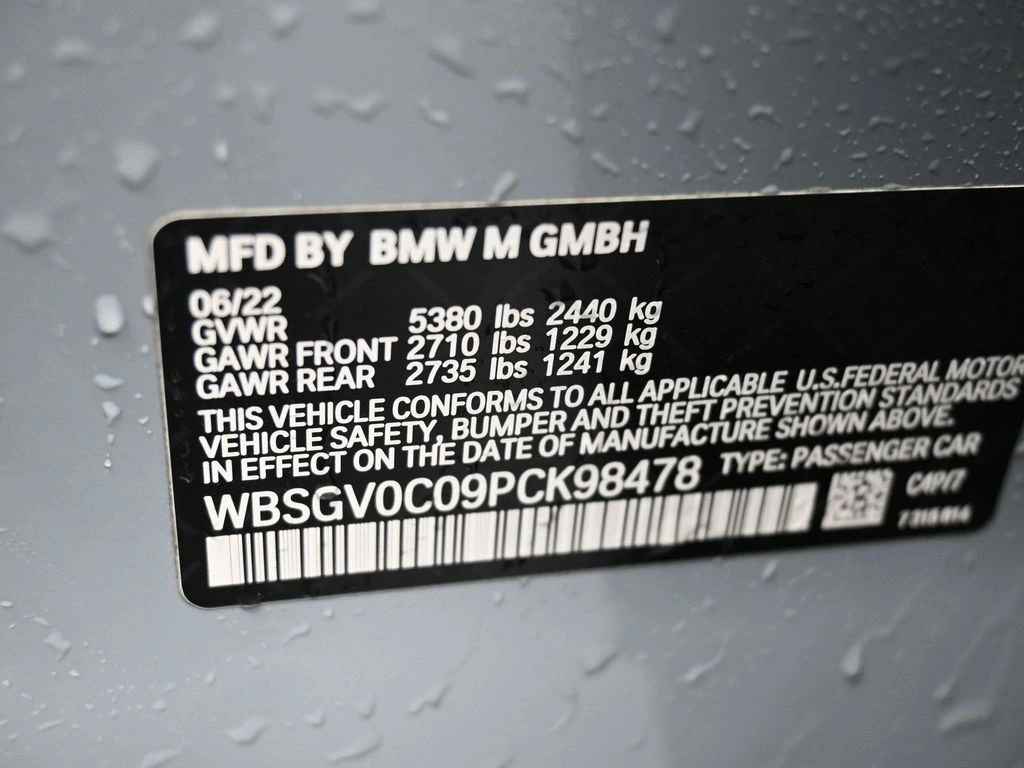 MFD BY BMW M GMBH
06/22
GVWR 5380 lbs 2440 kg
GAWR FRONT 2710 lbs 1229 kg
GAWR REAR 2735 lbs 1241 kg
THIS VEHICLE CONFORMS TO ALL APPLICABLE U.S.FEDERAL MOTOR
VEHICLE SAFETY, BUMPER AND THEFT PREVENTION STANDARDS
IN EFFECT ON THE DATE OF MANUFACTURE SHOWN ABOVE.
WBSGV0C09PCK98478 TYPE: PASSENGER CAR